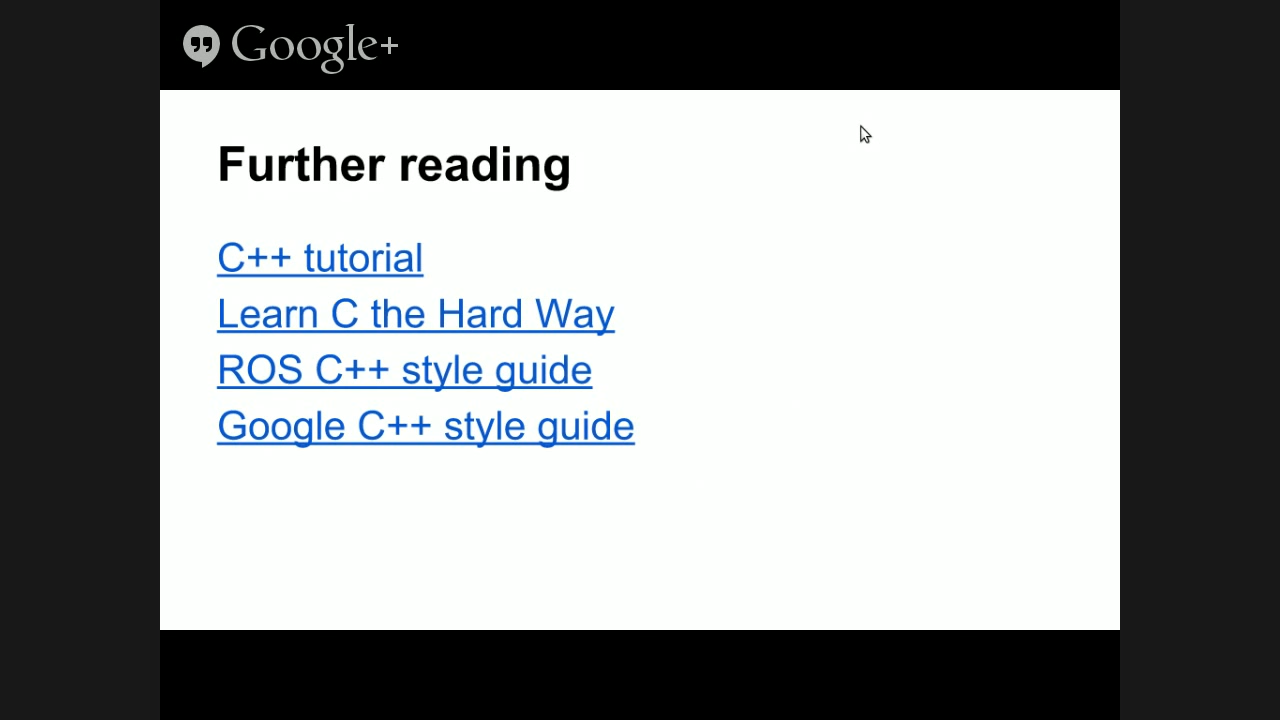 Google+
Further reading
C++ tutorial
Learn C the Hard Way
ROS C++ style guide
Google C++ style guide